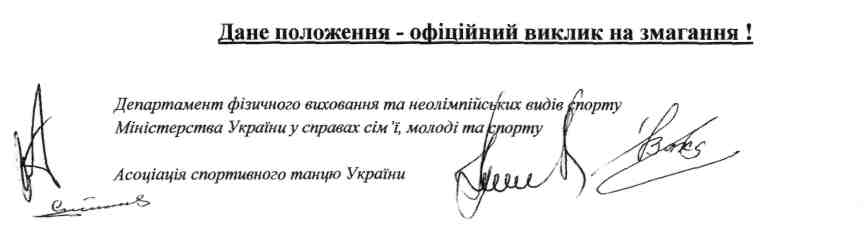 Дане положення - офіційний виклик на змагання !
Департамент фізичного виховання та неолімпійських видів спорту
Міністерства України у справах сім'ї, молоді та спорту
Асоціація спортивного танцю України